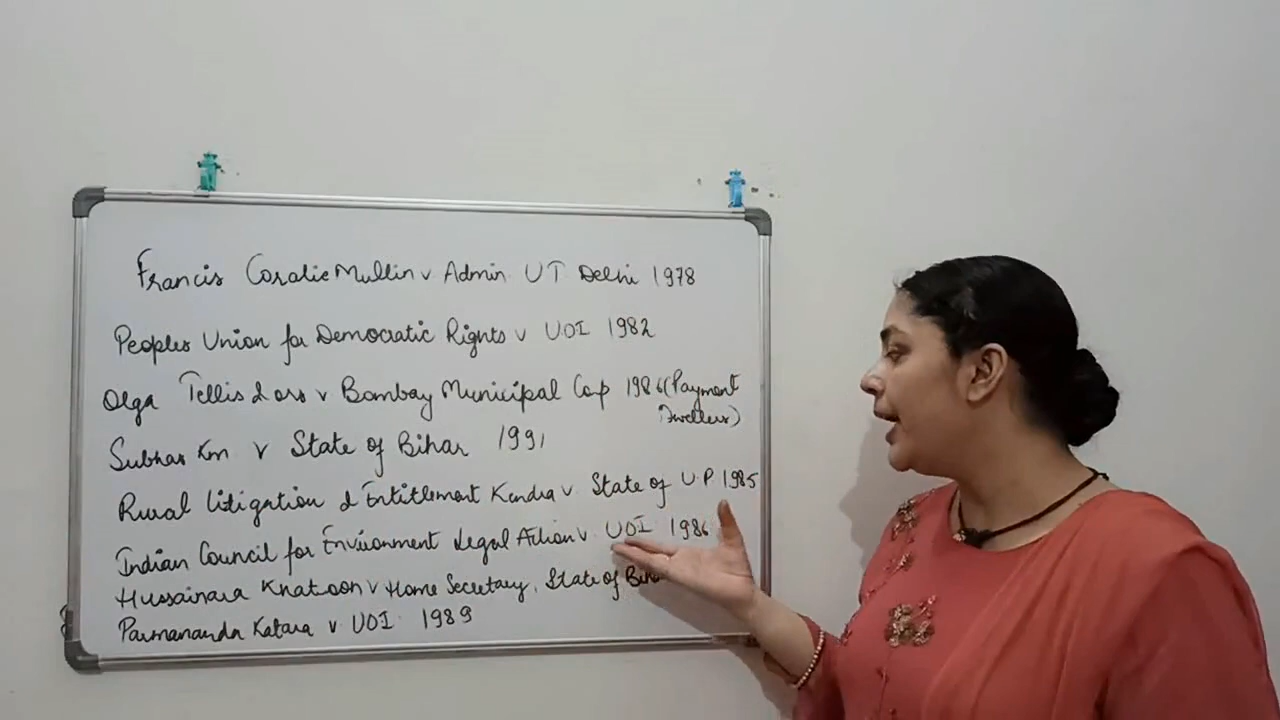 Francis Coralie Mullin v Admin. UT Delhi 1978
Peoples Union for Democratic Rights v UOI 1982
Olga Tellis & ors v Bombay Municipal Cop 1986 (Payment
Dwellers)
Subhas Km v State of Bihar 1991
Rural Litigation & Entitlement Kendra v. State of U.P 1985
Indian Council for Environment Legal Action v. UOI 1986
Hussainara Khatoon v Home Secretary, State of
Parmananda Katara v UOI. 1989